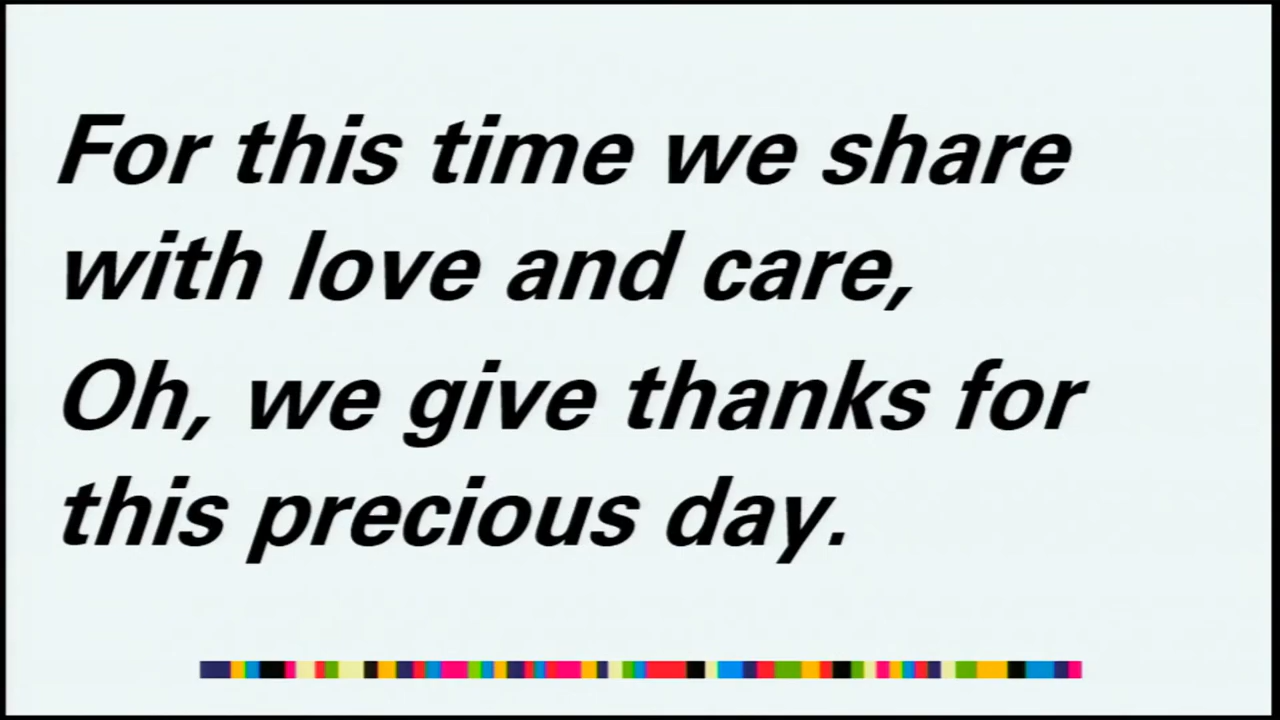 For this time we share
with love and care,
Oh, we give thanks for
this precious day.